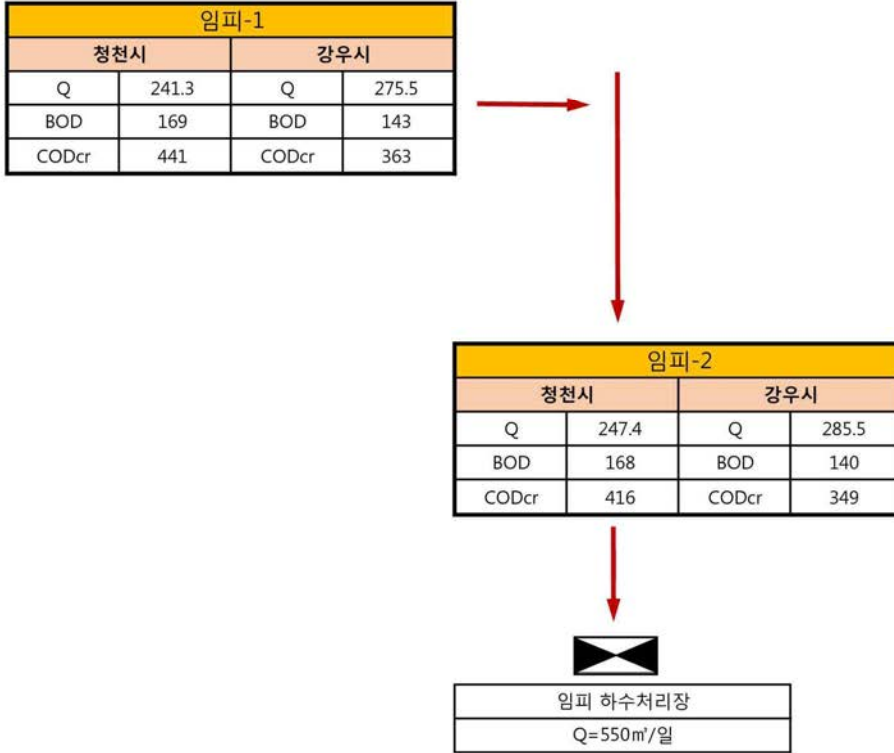 임피-1
청천시 강우시
Q 241.3 Q 275.5
BOD 169 BOD 143
CODcr 441 CODcr 363
임피-2
청천시 강우시
Q 247.4 Q 285.5
BOD 168 BOD 140
CODcr 416 CODcr 349
임피 하수처리장
Q=550㎥/일